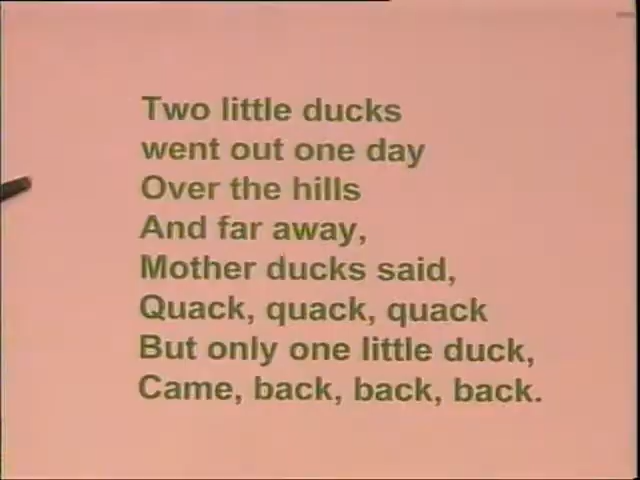 Two little ducks
went out one day
Over the hills
And far away,
Mother ducks said,
Quack, quack, quack
But only one little duck,
Came, back, back, back.